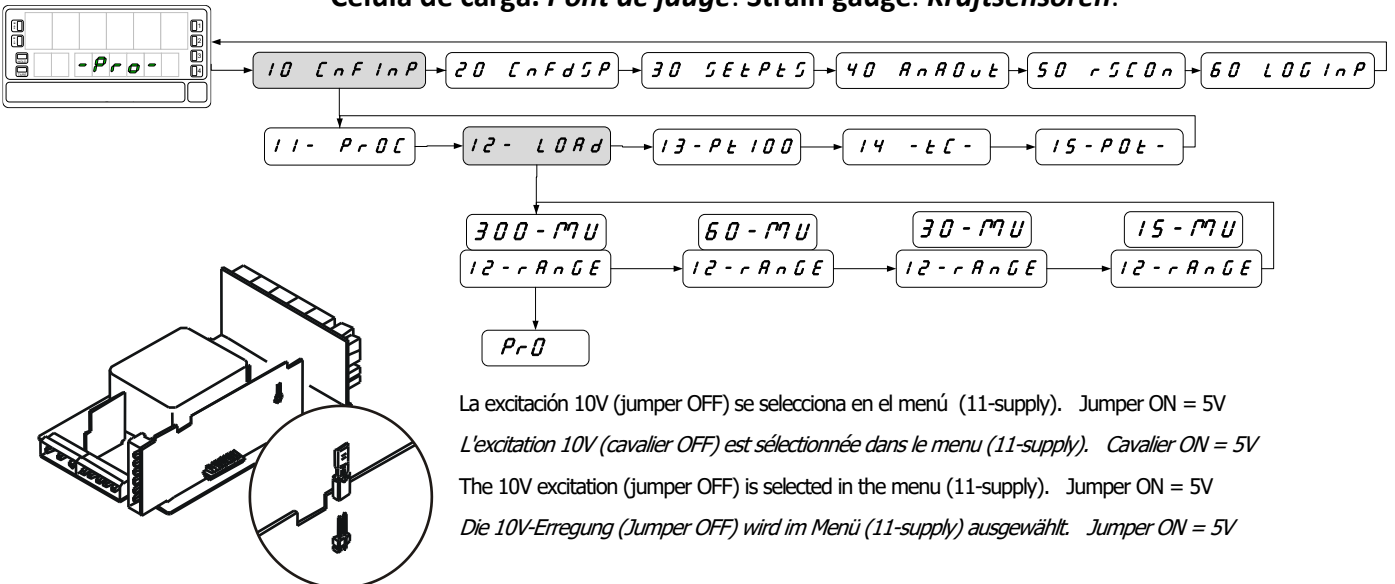 Célula de carga. Pont de jauge. Strain gauge. Kraftsensoren.
-Pro-
10 CnFInP 20 CnFdSP 30 SEtPtS 40 AnAOut 50 rSCOn 60 LOGInP
11- PrOC 12- LOAd 13-Pt100 14 -tC- 15-POt-
300-MV 60-MV 30-MV 15-MV
12-rAnGE 12-rAnGE 12-rAnGE 12-rAnGE
PrO
La excitación 10V (jumper OFF) se selecciona en el menú (11-supply). Jumper ON = 5V
L'excitation 10V (cavalier OFF) est sélectionnée dans le menu (11-supply). Cavalier ON = 5V
The 10V excitation (jumper OFF) is selected in the menu (11-supply). Jumper ON = 5V
Die 10V-Erregung (Jumper OFF) wird im Menü (11-supply) ausgewählt. Jumper ON = 5V